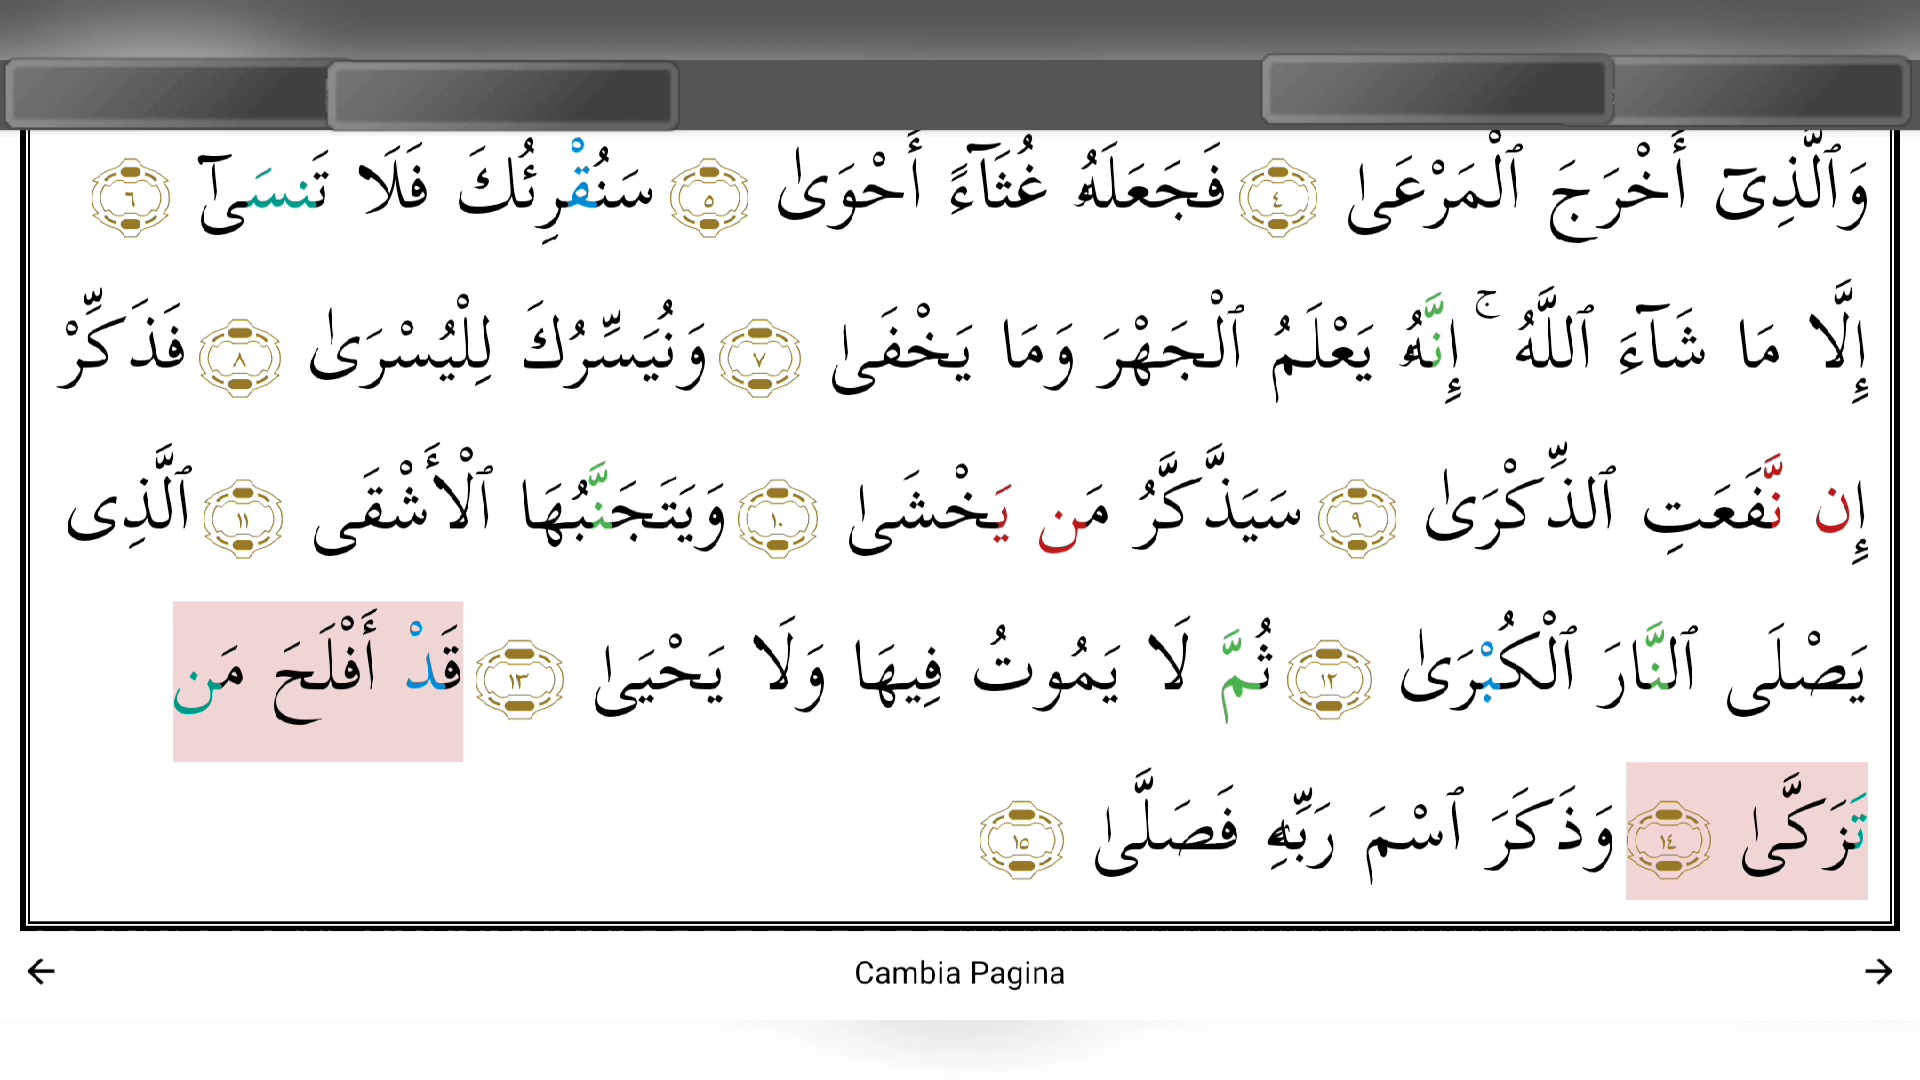 وَٱلَّذِىٓ أَخْرَجَ ٱلْمَرْعَىٰ ٤ فَجَعَلَهُۥ غُثَآءً أَحْوَىٰ ٥ سَنُقْرِئُكَ فَلَا تَنسَىٰٓ ٦
إِلَّا مَا شَآءَ ٱللَّهُ ۚ إِنَّهُۥ يَعْلَمُ ٱلْجَهْرَ وَمَا يَخْفَىٰ ٧ وَنُيَسِّرُكَ لِلْيُسْرَىٰ ٨ فَذَكِّرْ
إِن نَّفَعَتِ ٱلذِّكْرَىٰ ٩ سَيَذَّكَّرُ مَن يَخْشَىٰ ١٠ وَيَتَجَنَّبُهَا ٱلْأَشْقَى ١١ ٱلَّذِى
يَصْلَى ٱلنَّارَ ٱلْكُبْرَىٰ ١٢ ثُمَّ لَا يَمُوتُ فِيهَا وَلَا يَحْيَىٰ ١٣ قَدْ أَفْلَحَ مَن
تَزَكَّىٰ ١٤ وَذَكَرَ ٱسْمَ رَبِّهِۦ فَصَلَّىٰ ١٥
← Cambia Pagina →